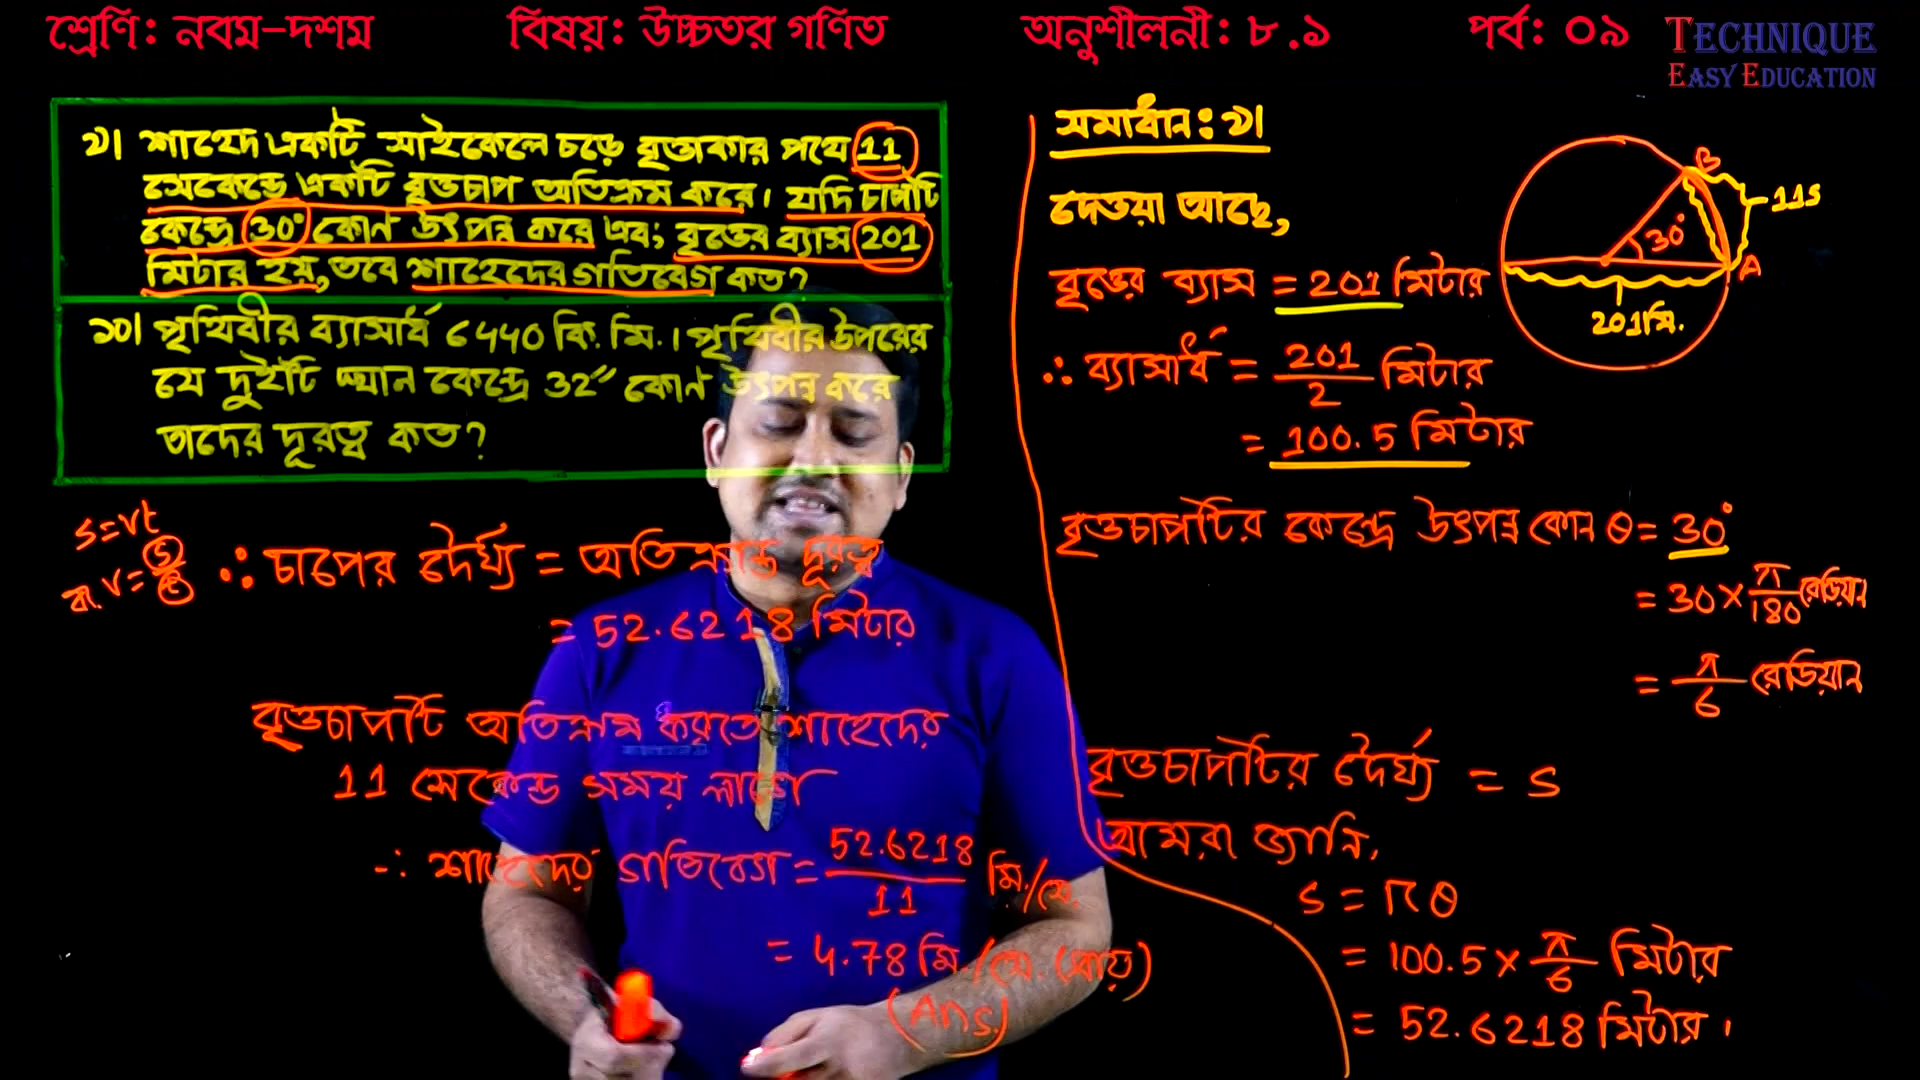 শ্রেণি: নবম-দশম বিষয়: উচ্চতর গণিত অনুশীলনী: ৮.১ পর্ব: ০৯
TECHNIQUE
EASY EDUCATION
৯। শাহেদ একটি সাইকেলে চড়ে বৃত্তাকার পথে 11
সেকেন্ডে একটি বৃত্তচাপ অতিক্রম করে। যদি চাপটি
কেন্দ্রে 30° কোণ উৎপন্ন করে এবং বৃত্তের ব্যাস 201
মিটার হয়, তবে শাহেদের গতিবেগ কত?
১০। পৃথিবীর ব্যাসার্ধ ৬৪৪০ কি. মি.। পৃথিবীর উপরের
যে দুইটি স্থান কেন্দ্রে 32″ কোণ উৎপন্ন করে
তাদের দূরত্ব কত?
s=vt
বা, v=s/t
∴ চাপের দৈর্ঘ্য = অতিক্রান্ত দূরত্ব
= 52.6218 মিটার
বৃত্তচাপটি অতিক্রম করতে শাহেদের
11 সেকেন্ড সময় লাগে
∴ শাহেদের গতিবেগ = 52.6218/11 মি./সে.
= 4.78 মি./সে. (প্রায়)
(Ans.)
সমাধান: ৯।
দেওয়া আছে,
বৃত্তের ব্যাস = 201 মিটার
∴ ব্যাসার্ধ = 201/2 মিটার
= 100.5 মিটার
বৃত্তচাপটির কেন্দ্রে উৎপন্ন কোন θ = 30°
= 30 × π/180 রেডিয়ান
= π/6 রেডিয়ান
বৃত্তচাপটির দৈর্ঘ্য = s
আমরা জানি,
s = rθ
= 100.5 × π/6 মিটার
= 52.6218 মিটার।
B
11s
30°
A
201মি.